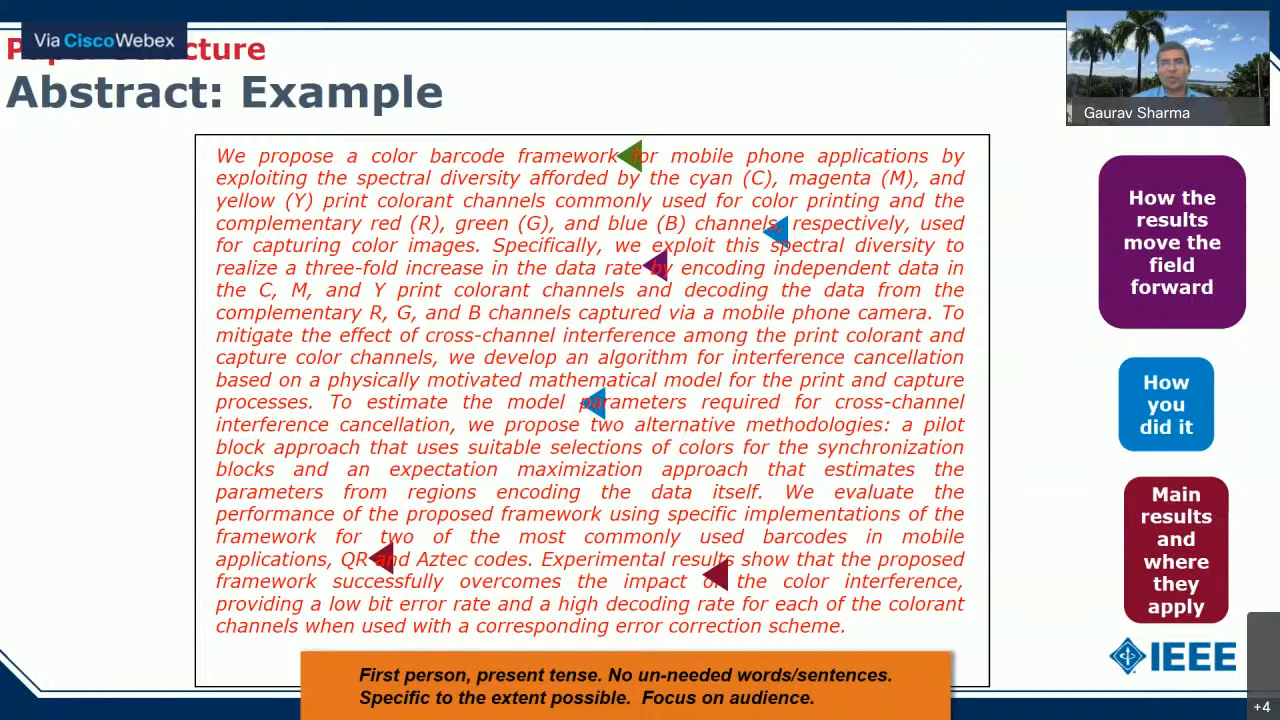 Via CiscoWebex
Paper Structure
Abstract: Example
Gaurav Sharma
We propose a color barcode framework for mobile phone applications by
exploiting the spectral diversity afforded by the cyan (C), magenta (M), and
yellow (Y) print colorant channels commonly used for color printing and the
complementary red (R), green (G), and blue (B) channels, respectively, used
for capturing color images. Specifically, we exploit this spectral diversity to
realize a three-fold increase in the data rate by encoding independent data in
the C, M, and Y print colorant channels and decoding the data from the
complementary R, G, and B channels captured via a mobile phone camera. To
mitigate the effect of cross-channel interference among the print colorant and
capture color channels, we develop an algorithm for interference cancellation
based on a physically motivated mathematical model for the print and capture
processes. To estimate the model parameters required for cross-channel
interference cancellation, we propose two alternative methodologies: a pilot
block approach that uses suitable selections of colors for the synchronization
blocks and an expectation maximization approach that estimates the
parameters from regions encoding the data itself. We evaluate the
performance of the proposed framework using specific implementations of the
framework for two of the most commonly used barcodes in mobile
applications, QR and Aztec codes. Experimental results show that the proposed
framework successfully overcomes the impact of the color interference,
providing a low bit error rate and a high decoding rate for each of the colorant
channels when used with a corresponding error correction scheme.
How the
results
move the
field
forward
How
you
did it
Main
results
and
where
they
apply
IEEE
First person, present tense. No un-needed words/sentences.
Specific to the extent possible. Focus on audience.
+4